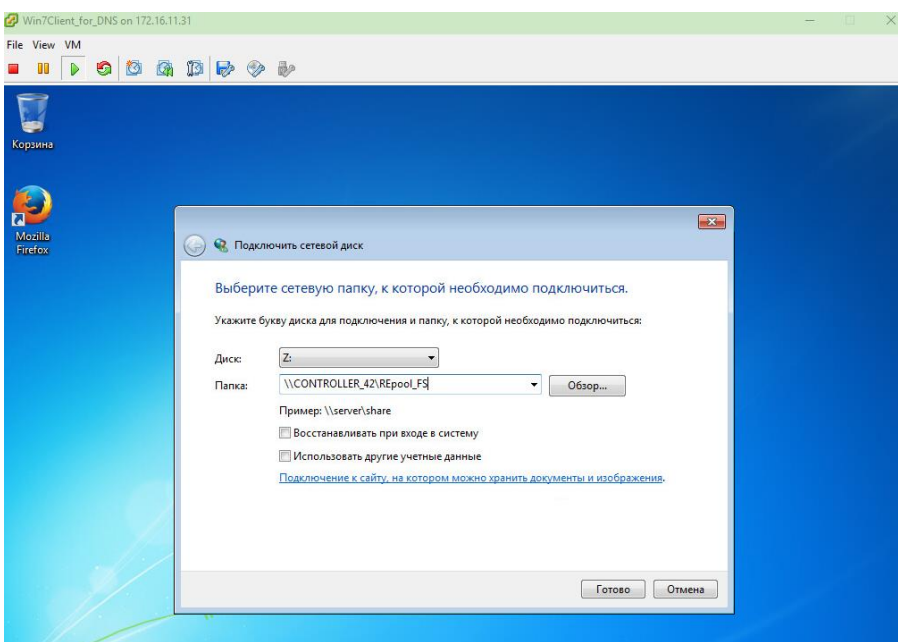 Win7Client_for_DNS on 172.16.11.31
File View VM
Корзина
Mozilla
Firefox
Подключить сетевой диск
Выберите сетевую папку, к которой необходимо подключиться.
Укажите букву диска для подключения и папку, к которой необходимо подключиться:
Диск: Z:
Папка: \\CONTROLLER_42\REpool_FS Обзор...
Пример: \\server\share
Восстанавливать при входе в систему
Использовать другие учетные данные
Подключение к сайту, на котором можно хранить документы и изображения.
Готово Отмена